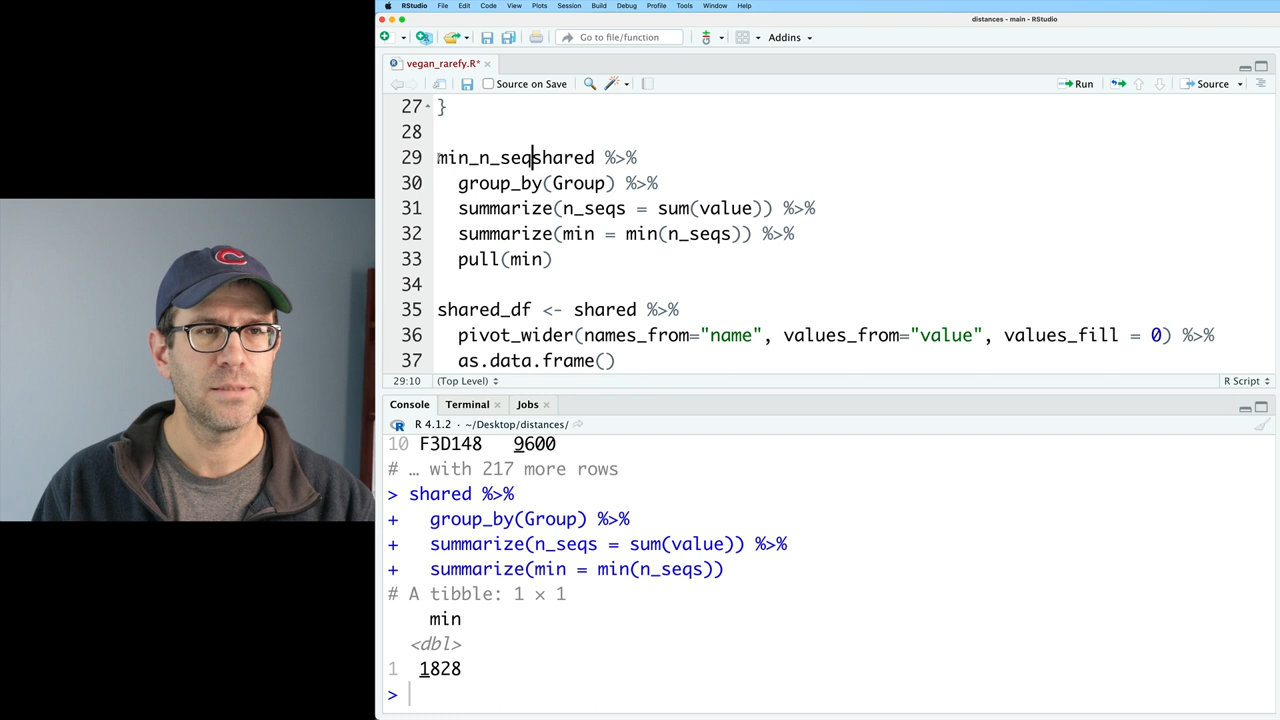 RStudio File Edit Code View Plots Session Build Debug Profile Tools Window Help
distances - main - RStudio
Go to file/function Addins
vegan_rarefy.R*
Source on Save Run Source
27 }
28
29 min_n_seqshared %>%
30 group_by(Group) %>%
31 summarize(n_seqs = sum(value)) %>%
32 summarize(min = min(n_seqs)) %>%
33 pull(min)
34
35 shared_df <- shared %>%
36 pivot_wider(names_from="name", values_from="value", values_fill = 0) %>%
37 as.data.frame()
29:10 (Top Level) R Script
Console Terminal Jobs
R 4.1.2 · ~/Desktop/distances/
10 F3D148 9600
# … with 217 more rows
> shared %>%
+ group_by(Group) %>%
+ summarize(n_seqs = sum(value)) %>%
+ summarize(min = min(n_seqs))
# A tibble: 1 × 1
min
<dbl>
1 1828
>
C